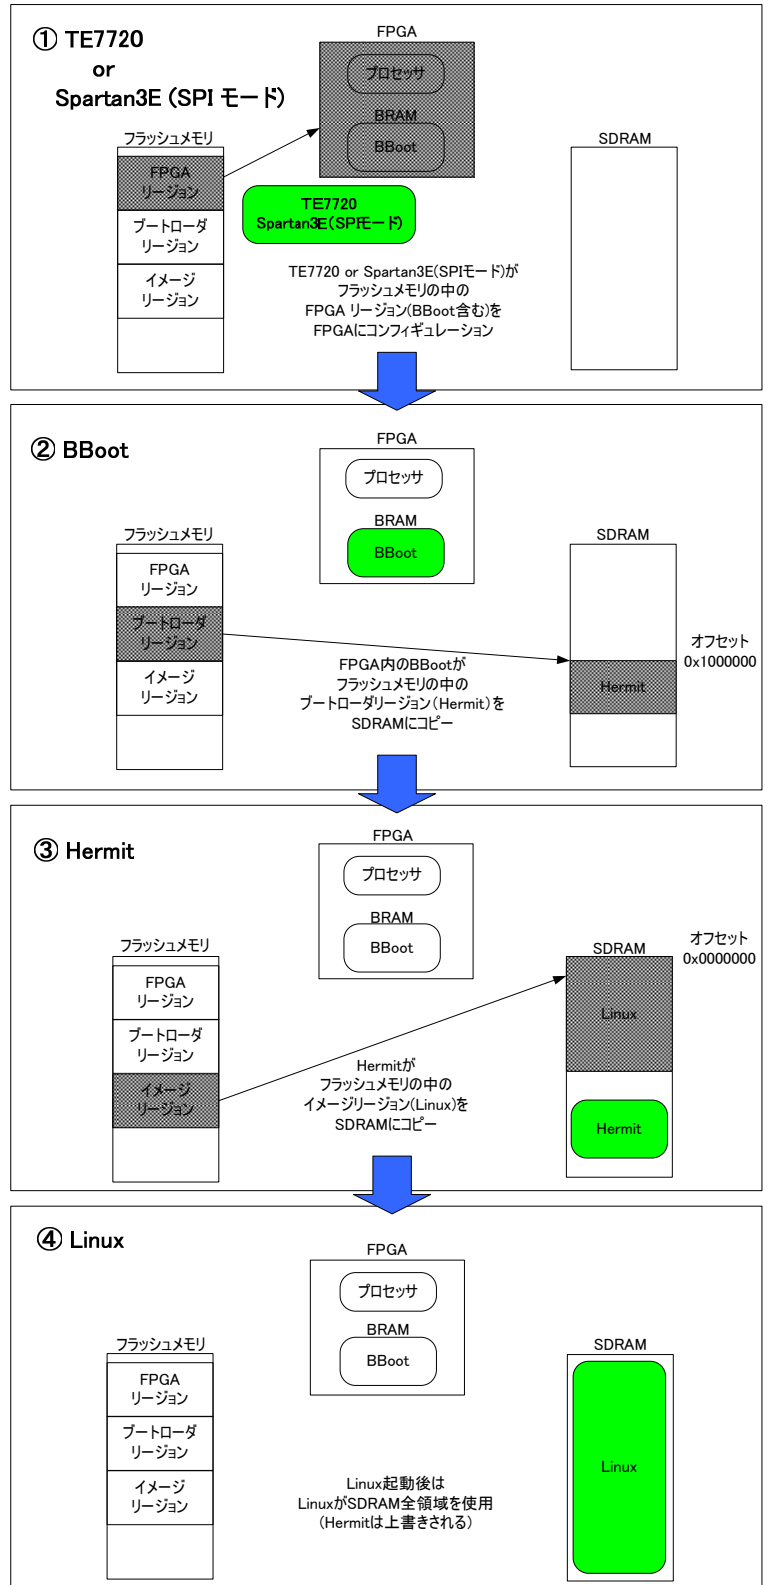 ① TE7720
or
Spartan3E (SPI モード)
FPGA
プロセッサ
BRAM
BBoot
フラッシュメモリ
FPGA
リージョン
ブートローダ
リージョン
イメージ
リージョン
TE7720
Spartan3E(SPIモード)
SDRAM
TE7720 or Spartan3E(SPIモード)が
フラッシュメモリの中の
FPGA リージョン(BBoot含む)を
FPGAにコンフィギュレーション
② BBoot
FPGA
プロセッサ
BRAM
BBoot
フラッシュメモリ
FPGA
リージョン
ブートローダ
リージョン
イメージ
リージョン
SDRAM
オフセット
0x1000000
Hermit
FPGA内のBBootが
フラッシュメモリの中の
ブートローダリージョン(Hermit)を
SDRAMにコピー
③ Hermit
FPGA
プロセッサ
BRAM
BBoot
フラッシュメモリ
FPGA
リージョン
ブートローダ
リージョン
イメージ
リージョン
SDRAM
オフセット
0x0000000
Linux
Hermit
Hermitが
フラッシュメモリの中の
イメージリージョン(Linux)を
SDRAMにコピー
④ Linux
FPGA
プロセッサ
BRAM
BBoot
フラッシュメモリ
FPGA
リージョン
ブートローダ
リージョン
イメージ
リージョン
SDRAM
Linux
Linux起動後は
LinuxがSDRAM全領域を使用
(Hermitは上書きされる)